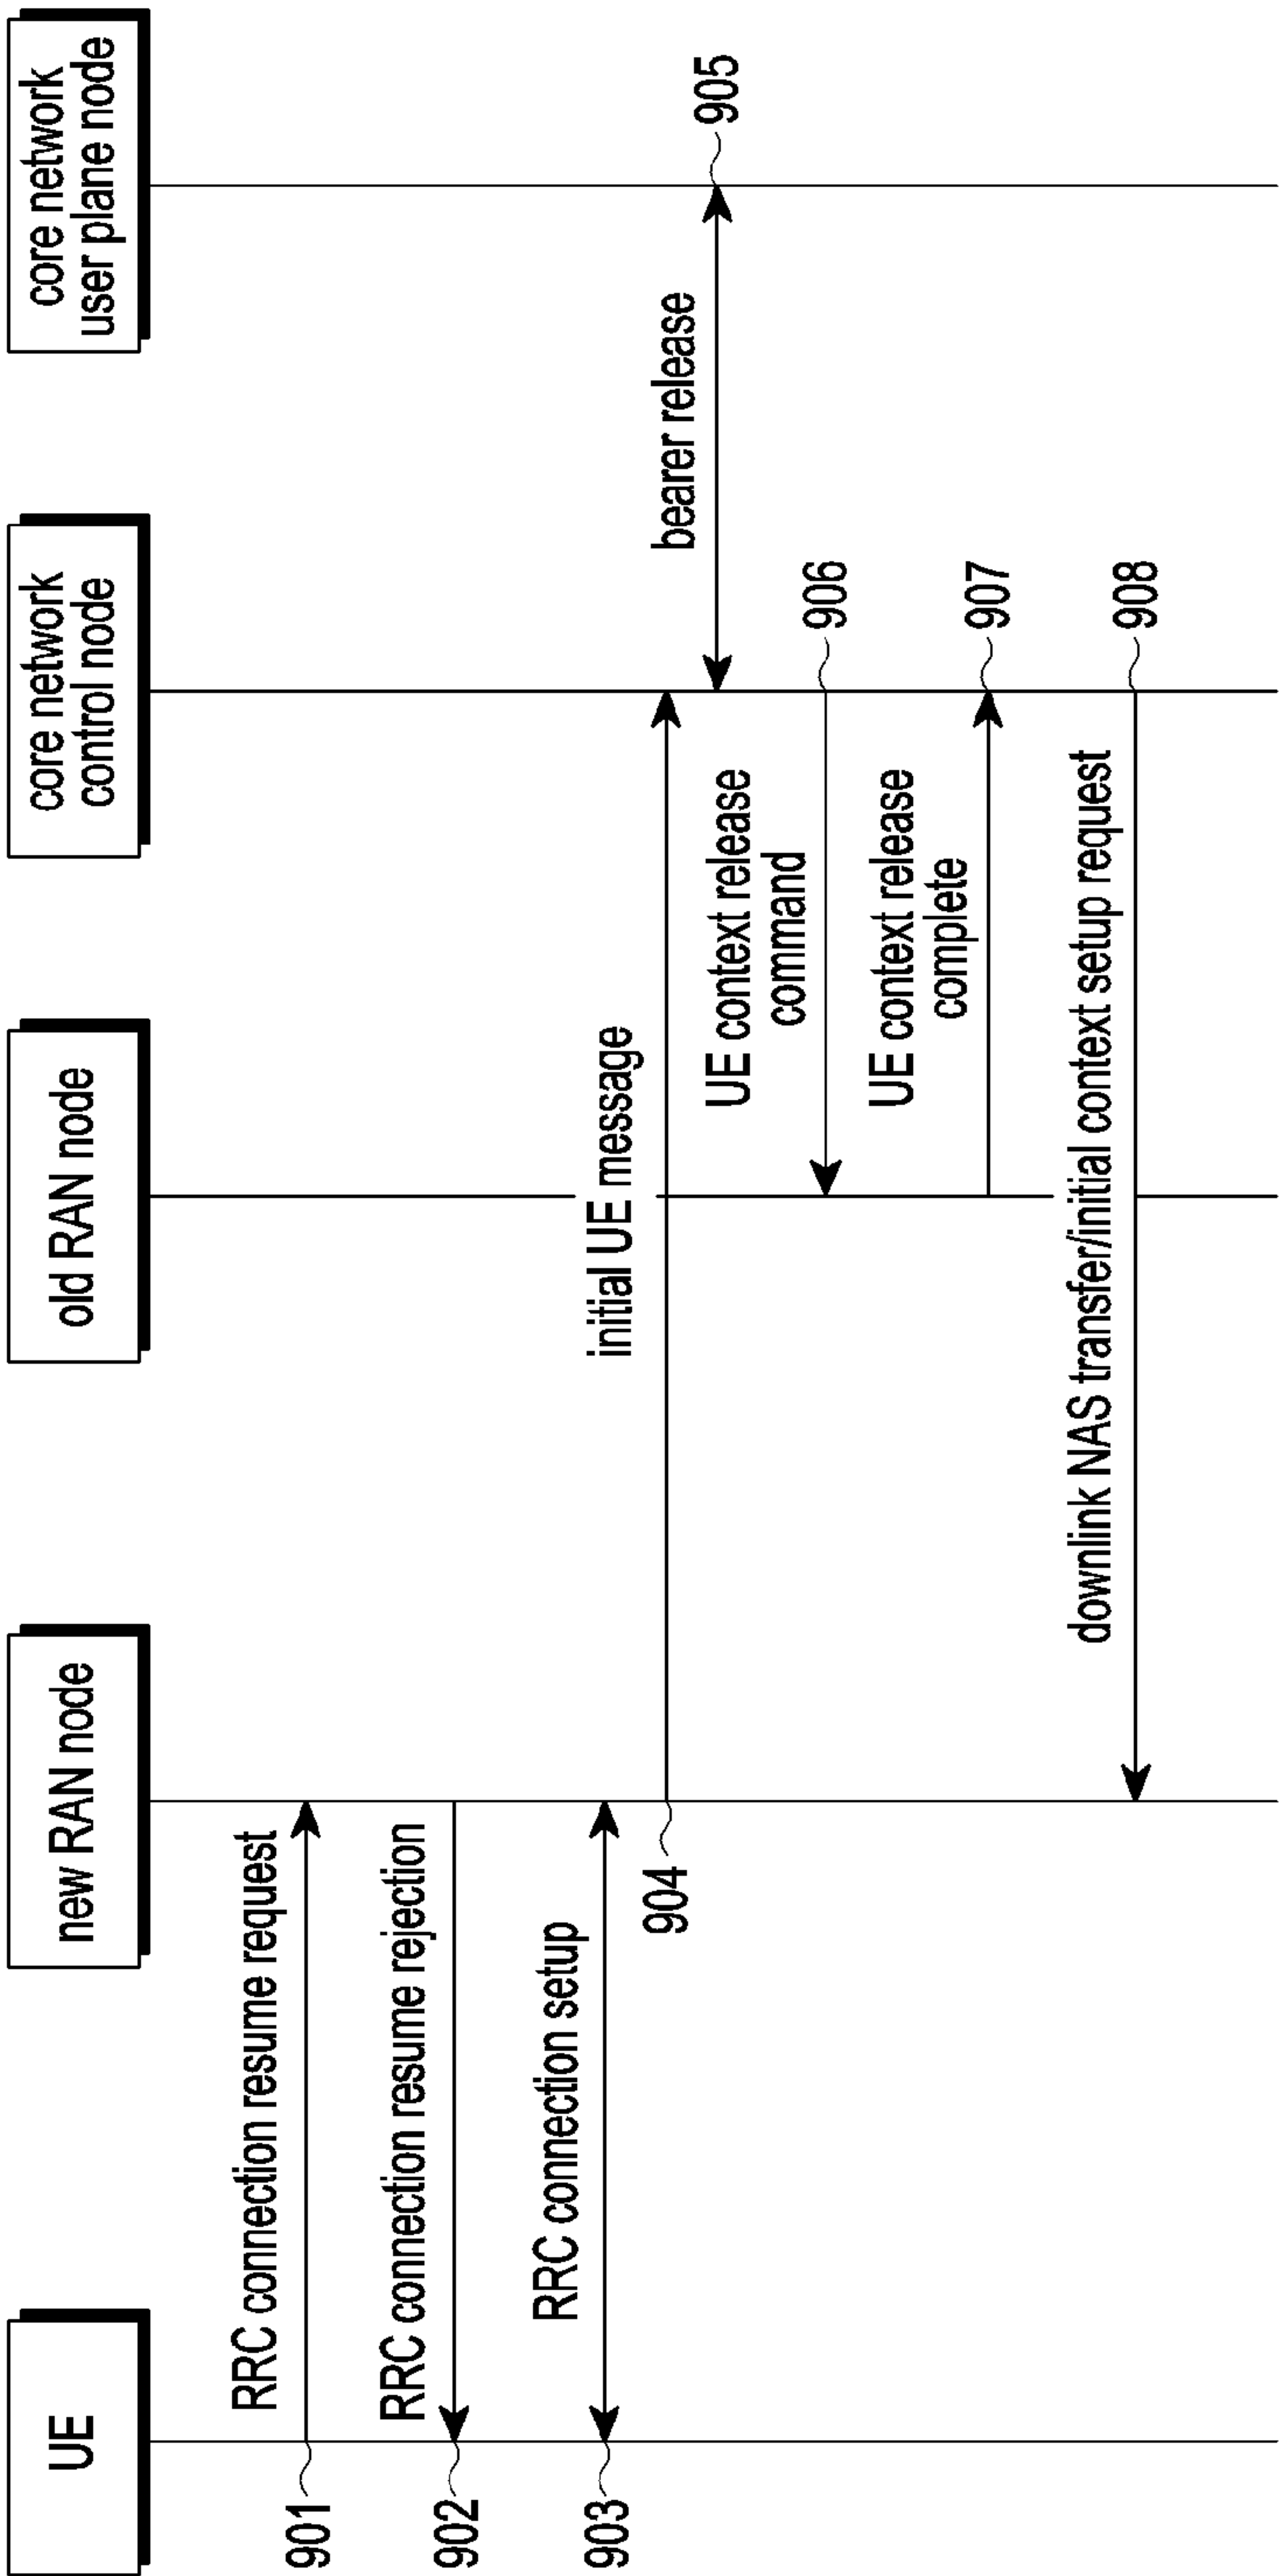 UE
new RAN node
old RAN node
core network
control node
core network
user plane node
RRC connection resume request
901
RRC connection resume rejection
902
RRC connection setup
903
initial UE message
904
bearer release
905
UE context release
command
906
UE context release
complete
907
downlink NAS transfer/initial context setup request
908